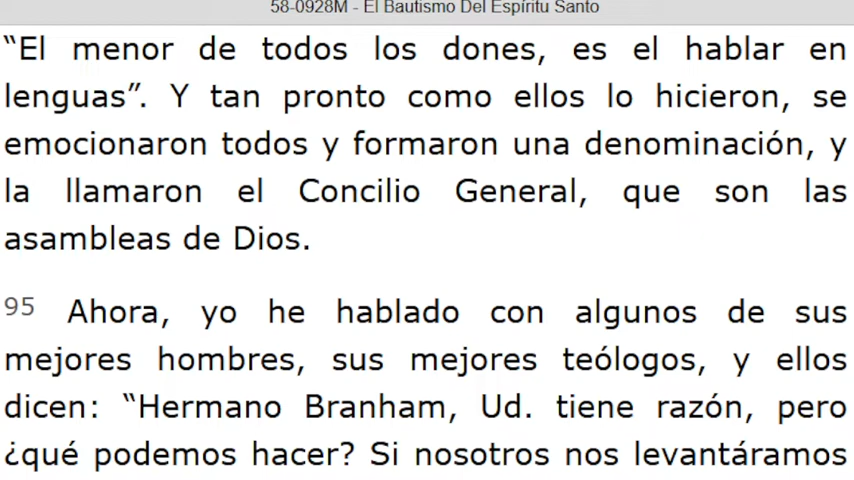 58-0928M - El Bautismo Del Espíritu Santo
“El menor de todos los dones, es el hablar en
lenguas”. Y tan pronto como ellos lo hicieron, se
emocionaron todos y formaron una denominación, y
la llamaron el Concilio General, que son las
asambleas de Dios.
95 Ahora, yo he hablado con algunos de sus
mejores hombres, sus mejores teólogos, y ellos
dicen: “Hermano Branham, Ud. tiene razón, pero
¿qué podemos hacer? Si nosotros nos levantáramos